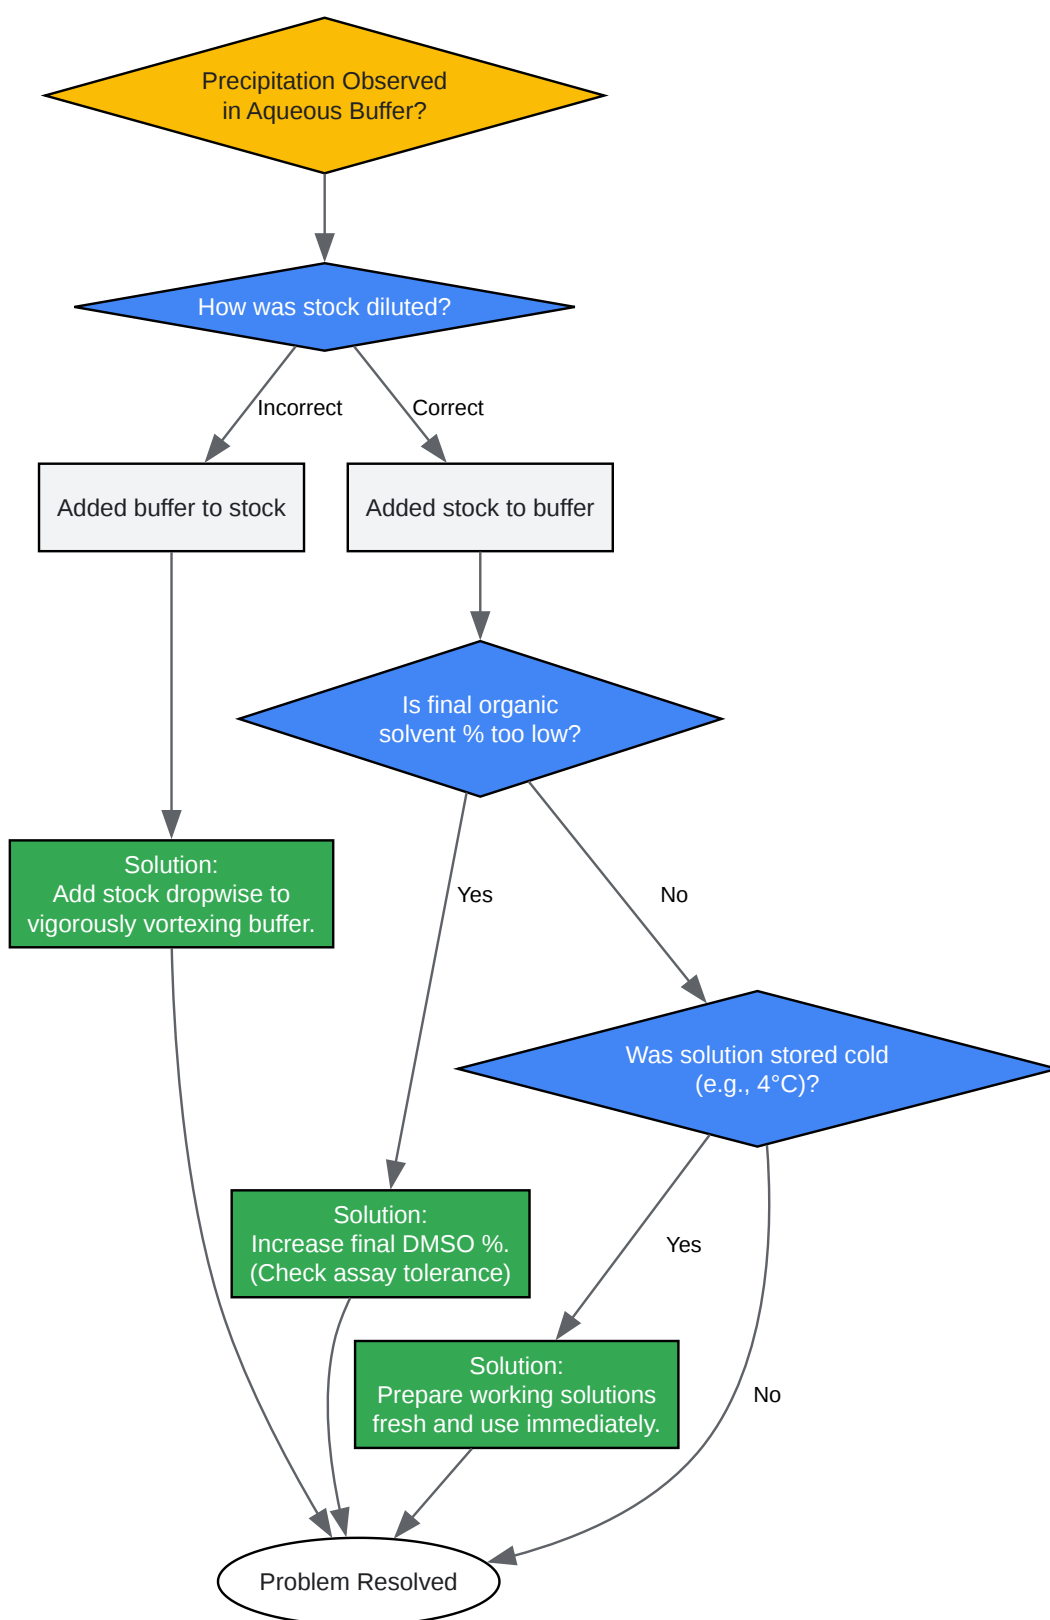 Precipitation Observed
in Aqueous Buffer?
How was stock diluted?
Incorrect
Correct
Added buffer to stock
Added stock to buffer
Is final organic
solvent % too low?
Solution:
Add stock dropwise to
vigorously vortexing buffer.
Yes
No
Was solution stored cold
(e.g., 4°C)?
Solution:
Increase final DMSO %.
(Check assay tolerance)
Yes
Solution:
Prepare working solutions
fresh and use immediately.
No
Problem Resolved